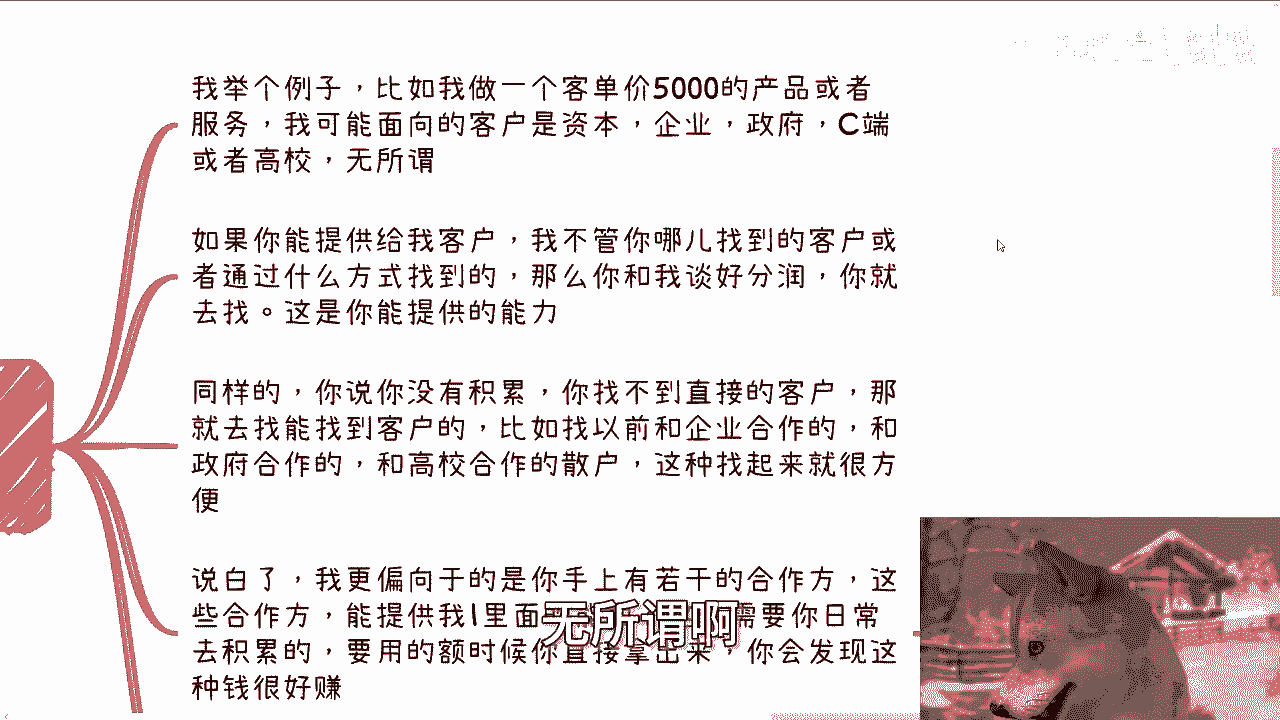 我举个例子，比如我做一个客单价5000的产品或者
服务，我可能面向的客户是资本，企业，政府，C端
或者高校，无所谓
如果你能提供给我客户，我不管你哪儿找到的客户或
者通过什么方式找到的，那么你和我谈好分润，你就
去找。这是你能提供的能力
同样的，你说你没有积累，你找不到直接的客户，那
就去找能找到客户的，比如找以前和企业合作的，和
政府合作的，和高校合作的散户，这种找起来就很方
便
说白了，我更偏向于的是你手上有若干的合作方，这
些合作方，能提供我1里面 需要你日常
无所谓啊
去积累的，要用的额时候你直接拿出来，你会发现这
种钱很好赚